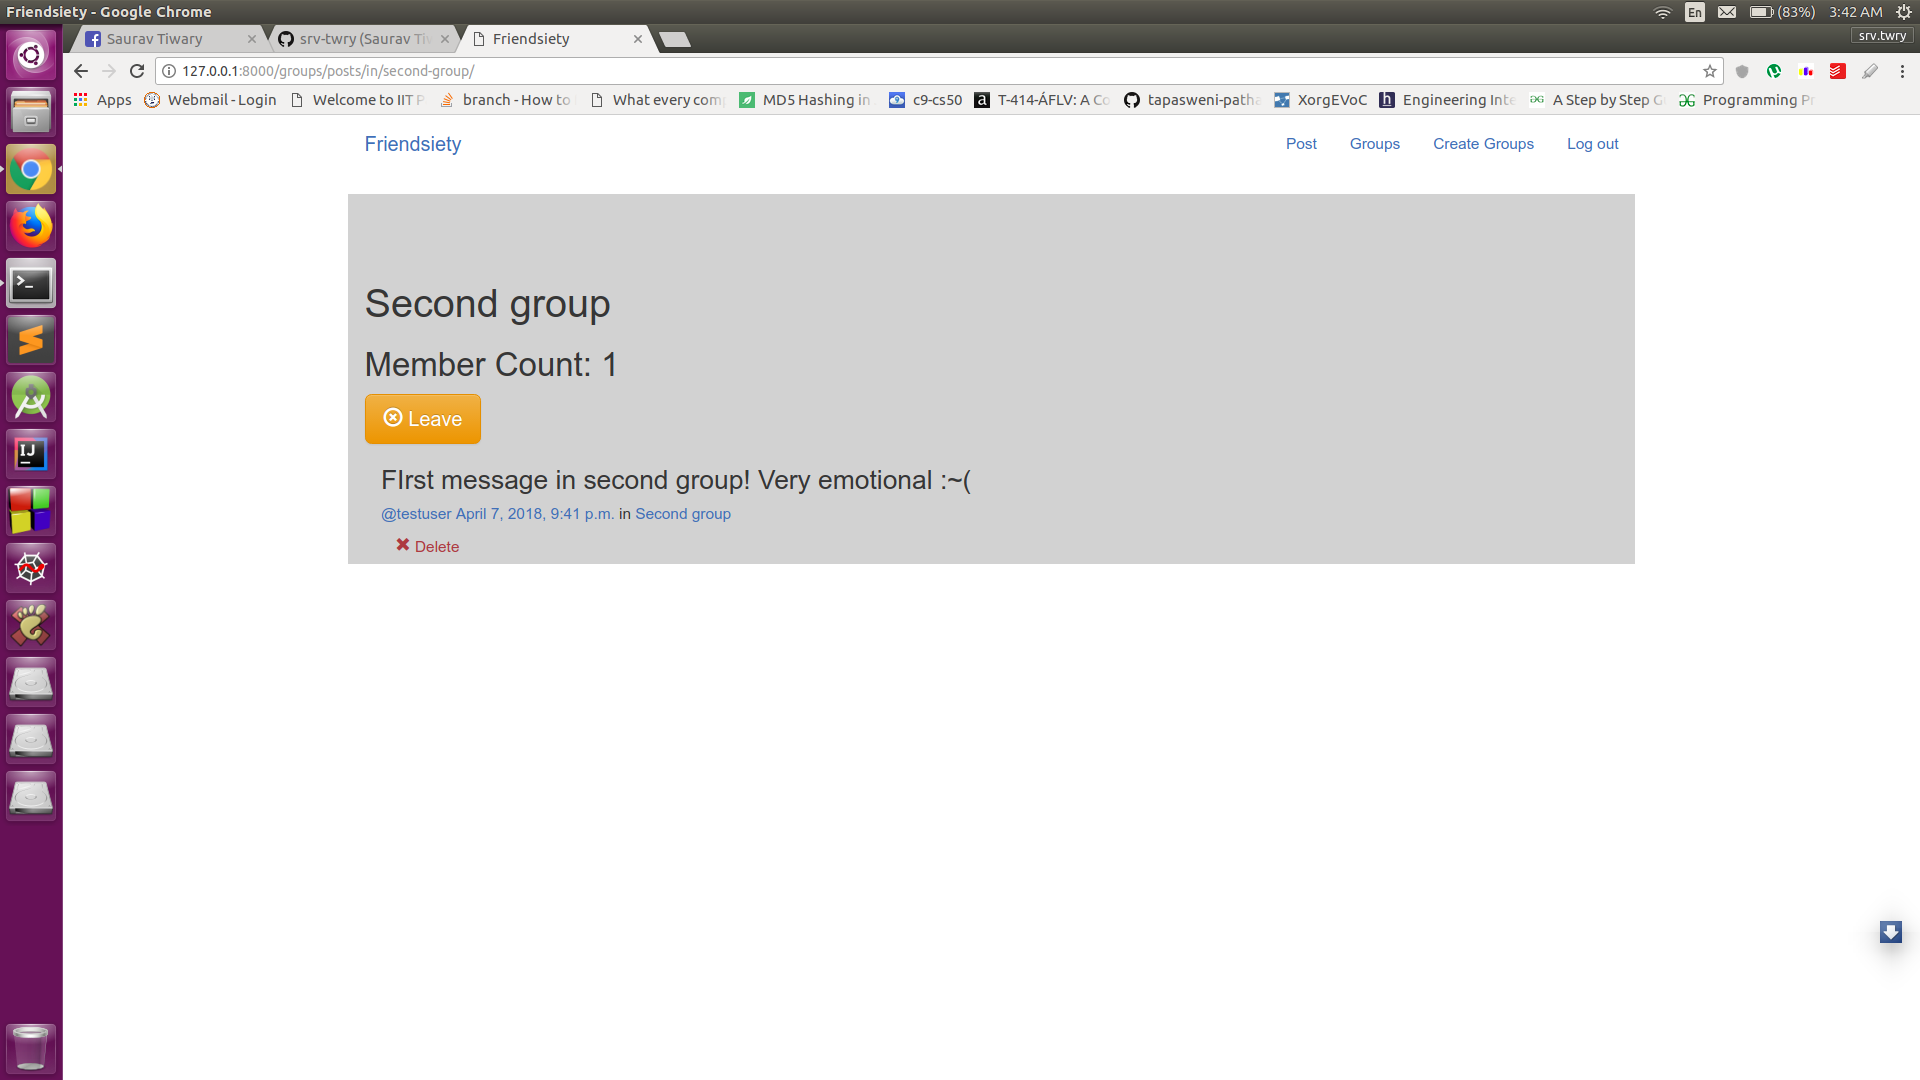 Friendsiety - Google Chrome
En
(83%)
3:42 AM
Saurav Tiwary
srv-twry (Saurav Tiw
Friendsiety
srv.twry
127.0.0.1:8000/groups/posts/in/second-group/
Apps
Webmail - Login
Welcome to IIT P
branch - How to
What every com
MD5 Hashing in
c9-cs50
T-414-ÁFLV: A Co
tapasweni-patha
XorgEVoC
Engineering Inte
A Step by Step G
Programming Pr
Friendsiety
Post
Groups
Create Groups
Log out
Second group
Member Count: 1
Leave
FIrst message in second group! Very emotional :~(
@testuser April 7, 2018, 9:41 p.m. in Second group
Delete